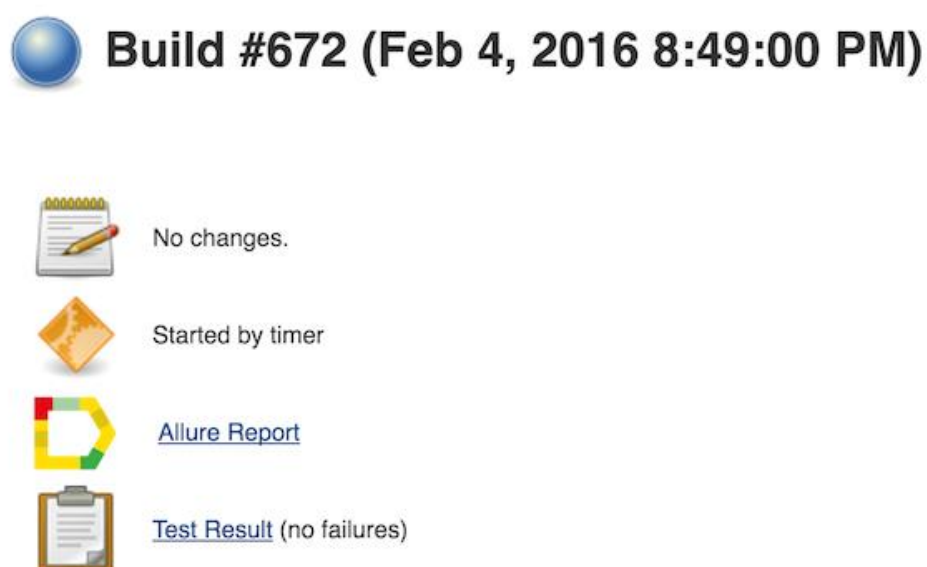 Build #672 (Feb 4, 2016 8:49:00 PM)
No changes.
Started by timer
Allure Report
Test Result (no failures)